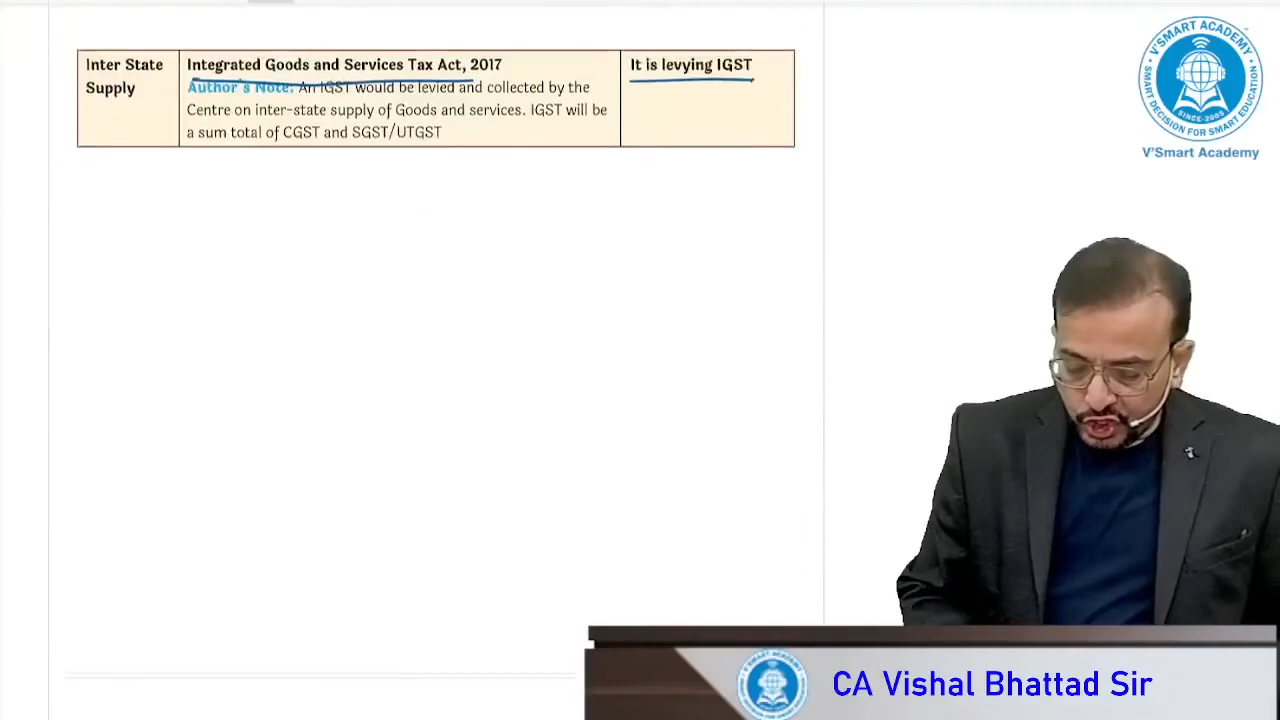 Inter State
Supply
Integrated Goods and Services Tax Act, 2017
Author's Note: An IGST would be levied and collected by the
Centre on inter-state supply of Goods and services. IGST will be
a sum total of CGST and SGST/UTGST
It is levying IGST
V'SMART ACADEMY
SMART DECISION FOR SMART EDUCATION
SINCE-2005
V'Smart Academy
V'SMART ACADEMY
CA Vishal Bhattad Sir